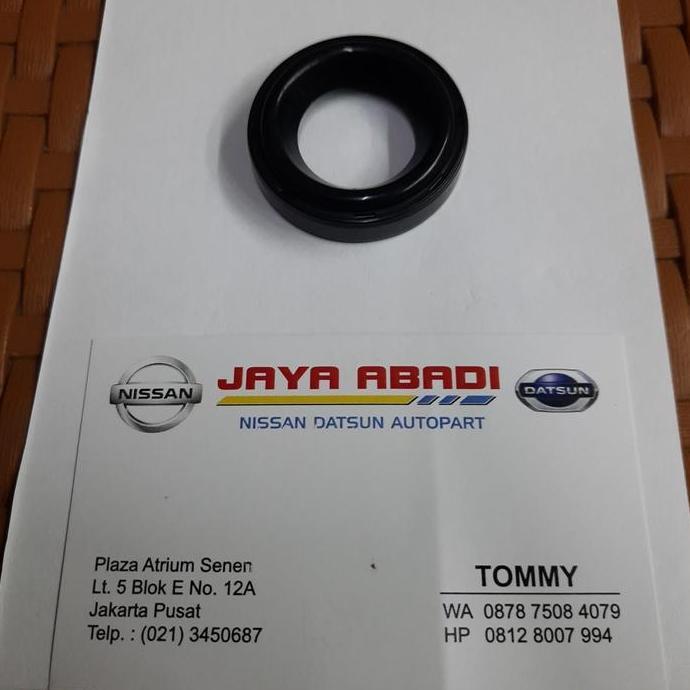 NISSAN
JAYA ABADI
DATSUN
NISSAN DATSUN AUTOPART
Plaza Atrium Senen
Lt. 5 Blok E No. 12A
Jakarta Pusat
Telp. : (021) 3450687
TOMMY
WA 0878 7508 4079
HP 0812 8007 994